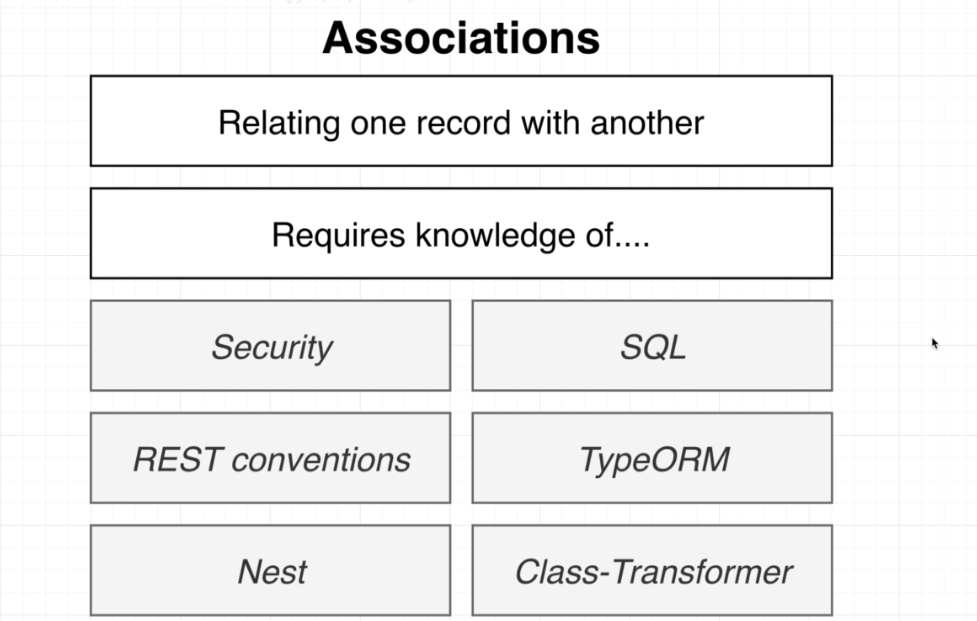 Associations
Relating one record with another
Requires knowledge of....
Security
SQL
REST conventions
TypeORM
Nest
Class-Transformer